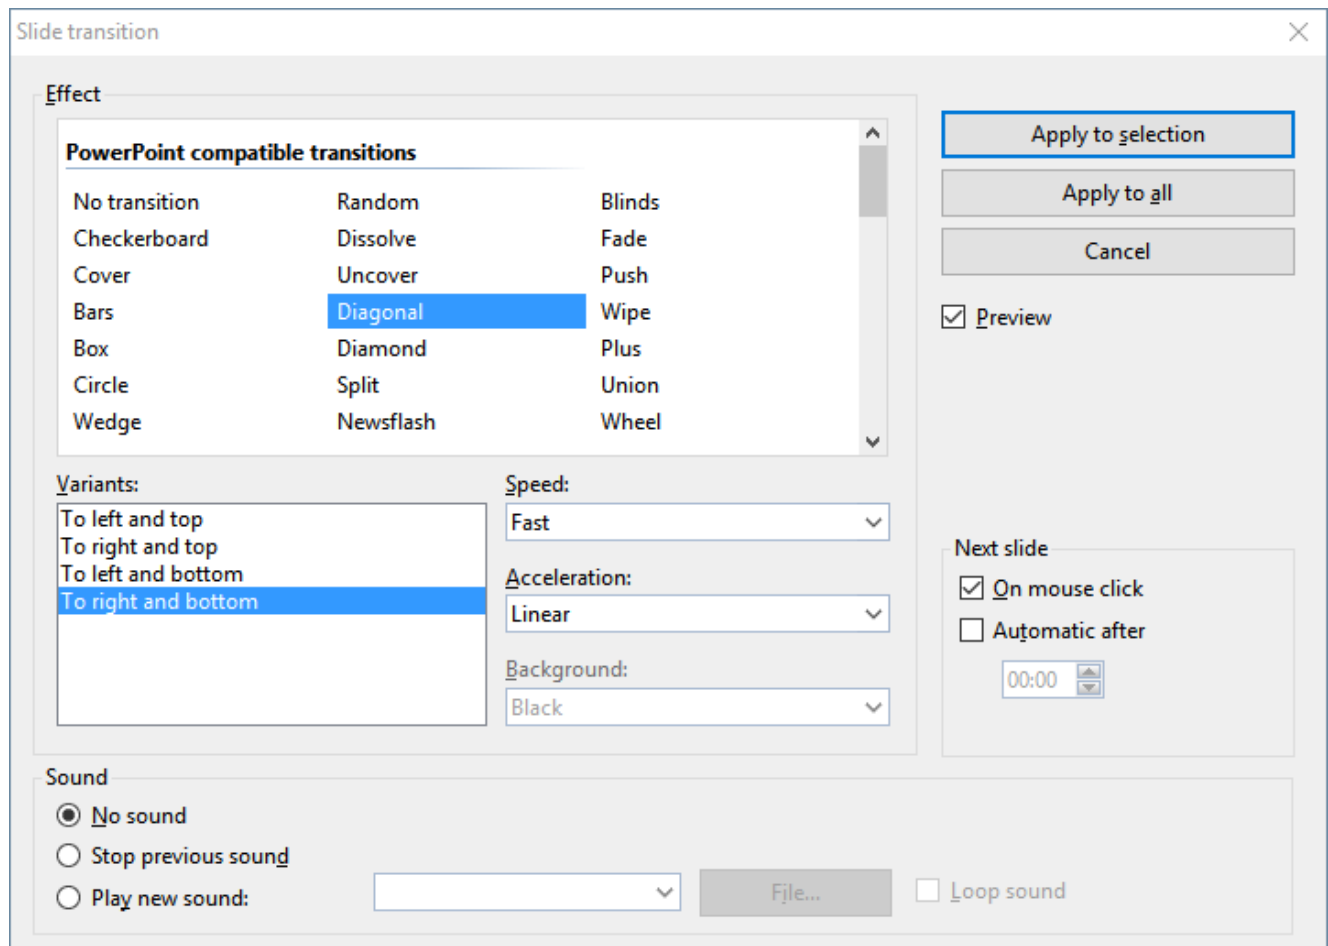 Slide transition
Effect
PowerPoint compatible transitions
No transition Random Blinds
Checkerboard Dissolve Fade
Cover Uncover Push
Bars Diagonal Wipe
Box Diamond Plus
Circle Split Union
Wedge Newsflash Wheel
Apply to selection
Apply to all
Cancel
Preview
Variants:
To left and top
To right and top
To left and bottom
To right and bottom
Speed:
Fast
Acceleration:
Linear
Background:
Black
Next slide
On mouse click
Automatic after
00:00
Sound
No sound
Stop previous sound
Play new sound:
File...
Loop sound